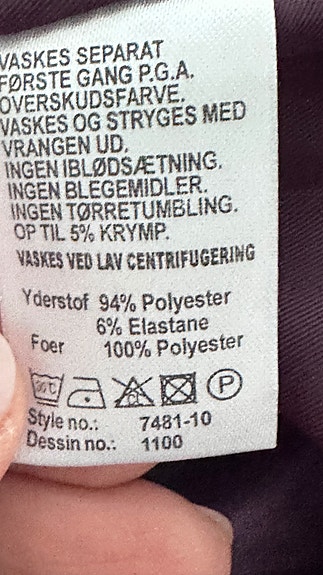 VASKES SEPARAT
FØRSTE GANG P.G.A.
OVERSKUDSFARVE.
VASKES OG STRYGES MED
VRANGEN UD.
INGEN IBLØDSÆTNING.
INGEN BLEGEMIDLER.
INGEN TØRRETUMBLING.
OP TIL 5% KRYMP.
VASKES VED LAV CENTRIFUGERING
Yderstof 94% Polyester
6% Elastane
Foer 100% Polyester
30°C CL P
Style no.: 7481-10
Dessin no.: 1100